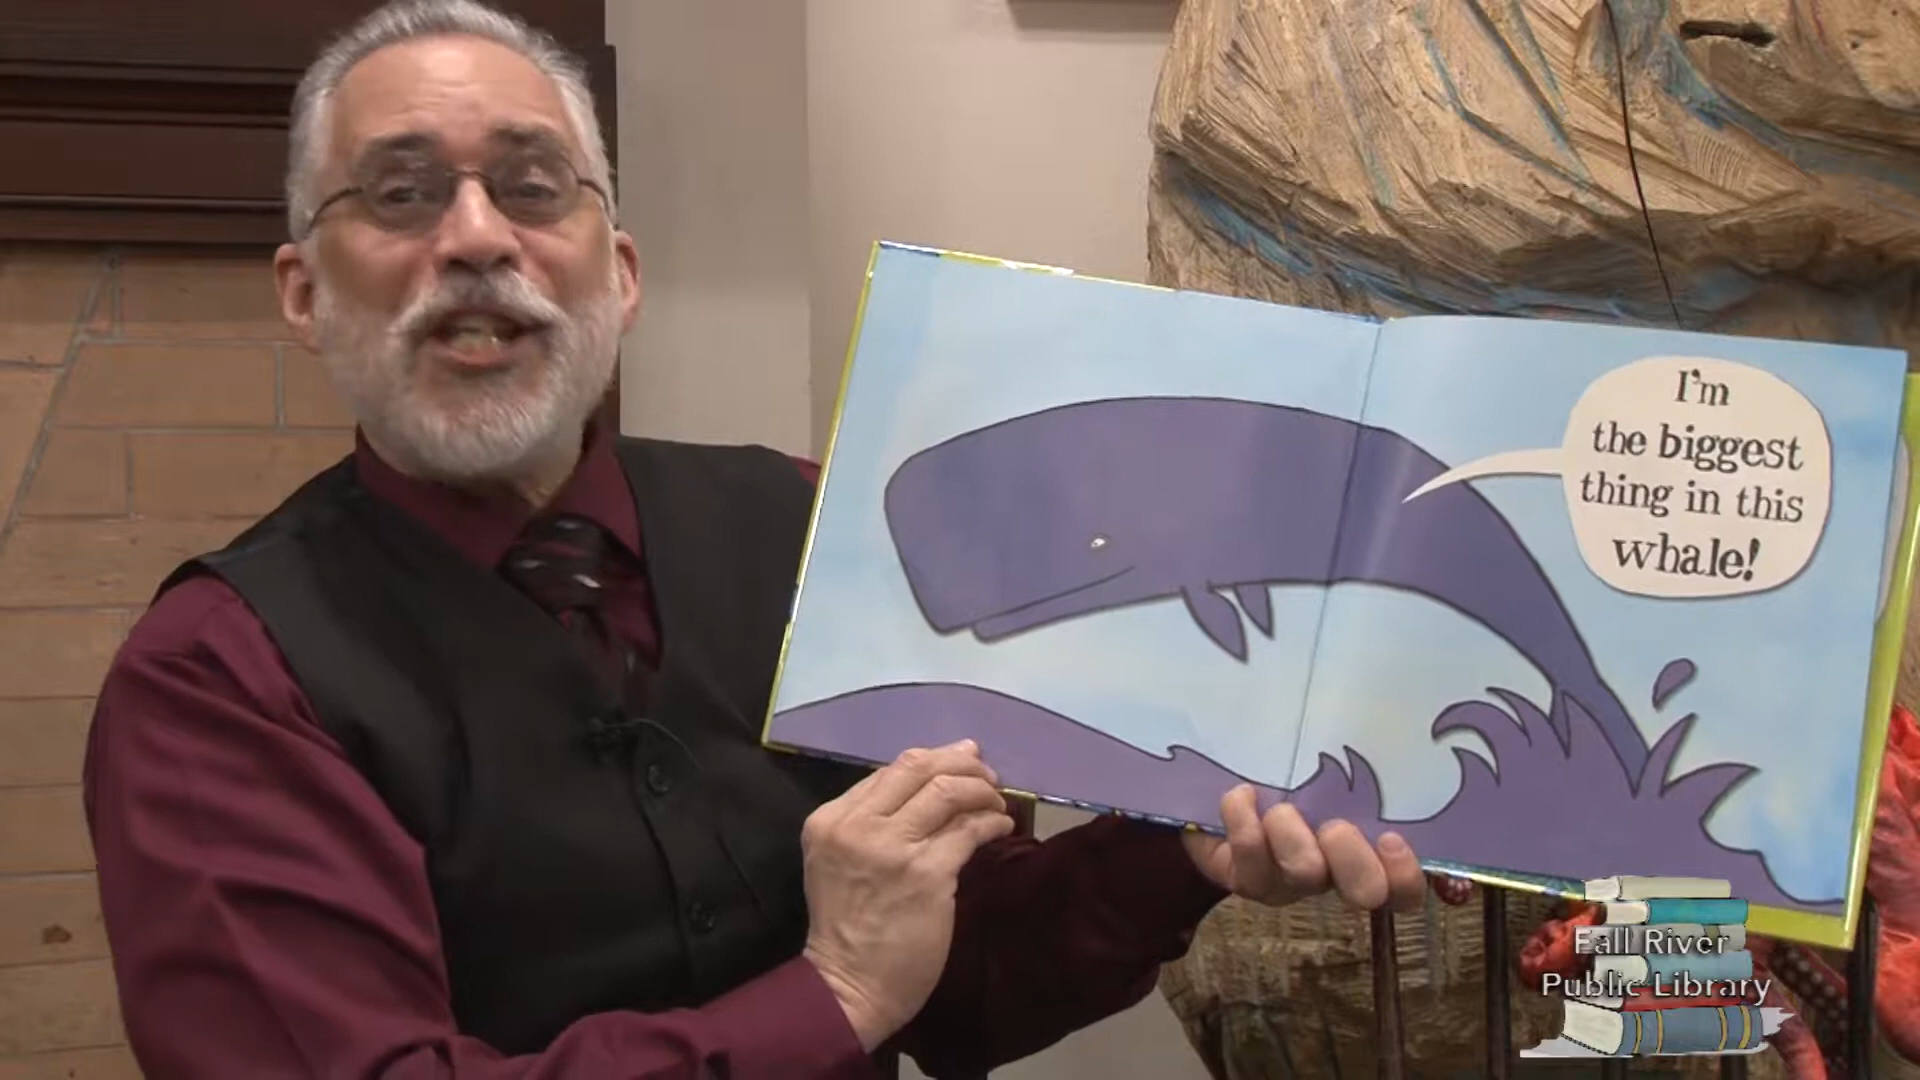 I'm
the biggest
thing in this
whale!
Fall River
Public Library